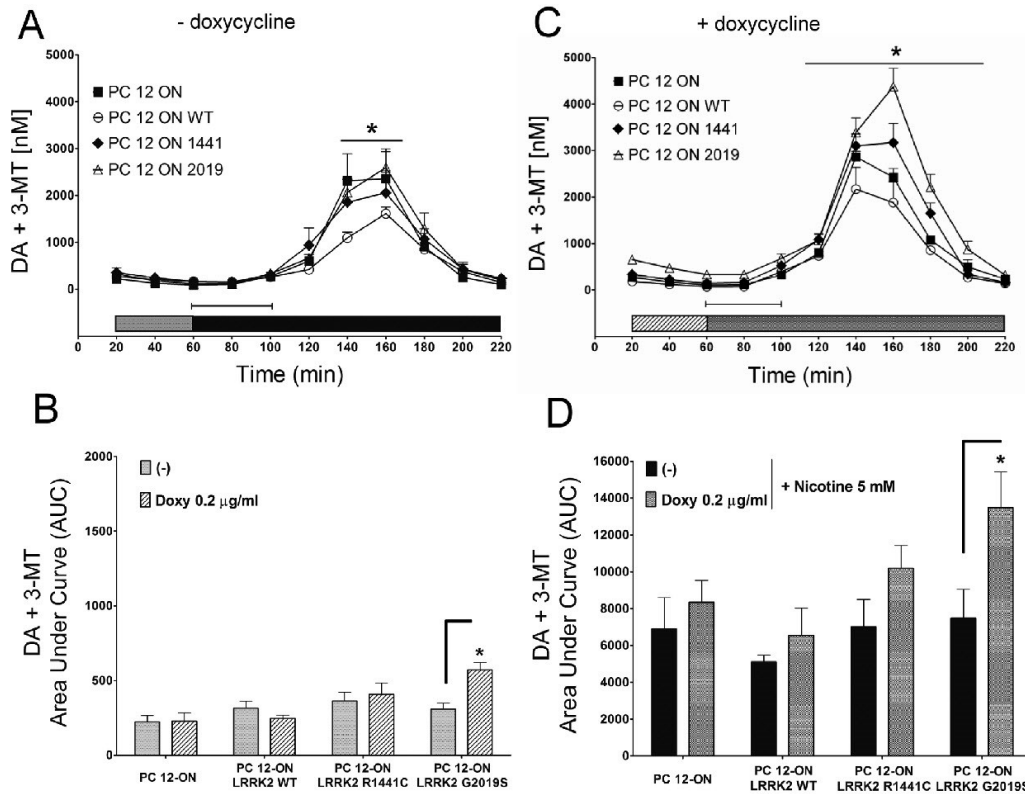 A
- doxycycline
5000
4000
3000
2000
1000
0
DA + 3-MT [nM]
PC 12 ON
PC 12 ON WT
PC 12 ON 1441
PC 12 ON 2019
*
0 20 40 60 80 100 120 140 160 180 200 220
Time (min)
C
+ doxycycline
5000
4000
3000
2000
1000
0
DA + 3-MT [nM]
PC 12 ON
PC 12 ON WT
PC 12 ON 1441
PC 12 ON 2019
*
0 20 40 60 80 100 120 140 160 180 200 220
Time (min)
B
2000
1500
1000
500
0
DA + 3-MT
Area Under Curve (AUC)
(-)
Doxy 0.2 μg/ml
*
PC 12-ON
PC 12-ON
LRRK2 WT
PC 12-ON
LRRK2 R1441C
PC 12-ON
LRRK2 G2019S
D
16000
14000
12000
10000
8000
6000
4000
2000
0
DA + 3-MT
Area Under Curve (AUC)
(-)
Doxy 0.2 μg/ml
+ Nicotine 5 mM
*
PC 12-ON
PC 12-ON
LRRK2 WT
PC 12-ON
LRRK2 R1441C
PC 12-ON
LRRK2 G2019S